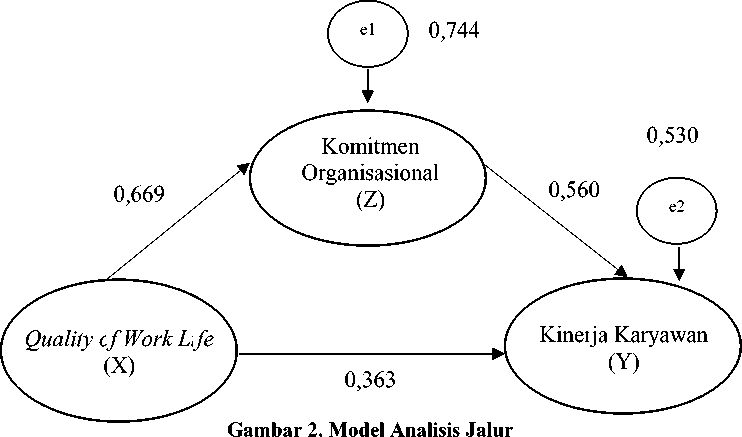 e1
0,744
Komitmen
Organisasional
(Z)
0,530
0,669
0,560
e2
Quality of Work Life
(X)
Kinerja Karyawan
(Y)
0,363
Gambar 2. Model Analisis Jalur